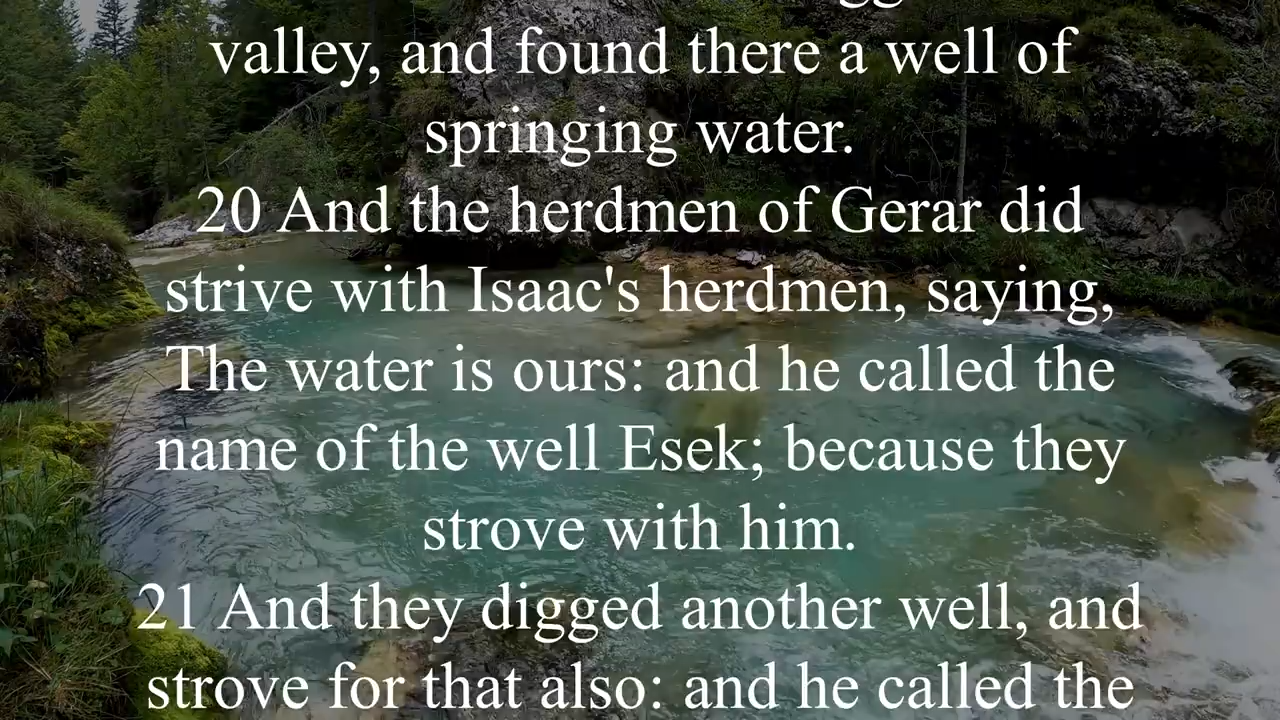 valley, and found there a well of
springing water.
20 And the herdmen of Gerar did
strive with Isaac's herdmen, saying,
The water is ours: and he called the
name of the well Esek; because they
strove with him.
21 And they digged another well, and
strove for that also: and he called the